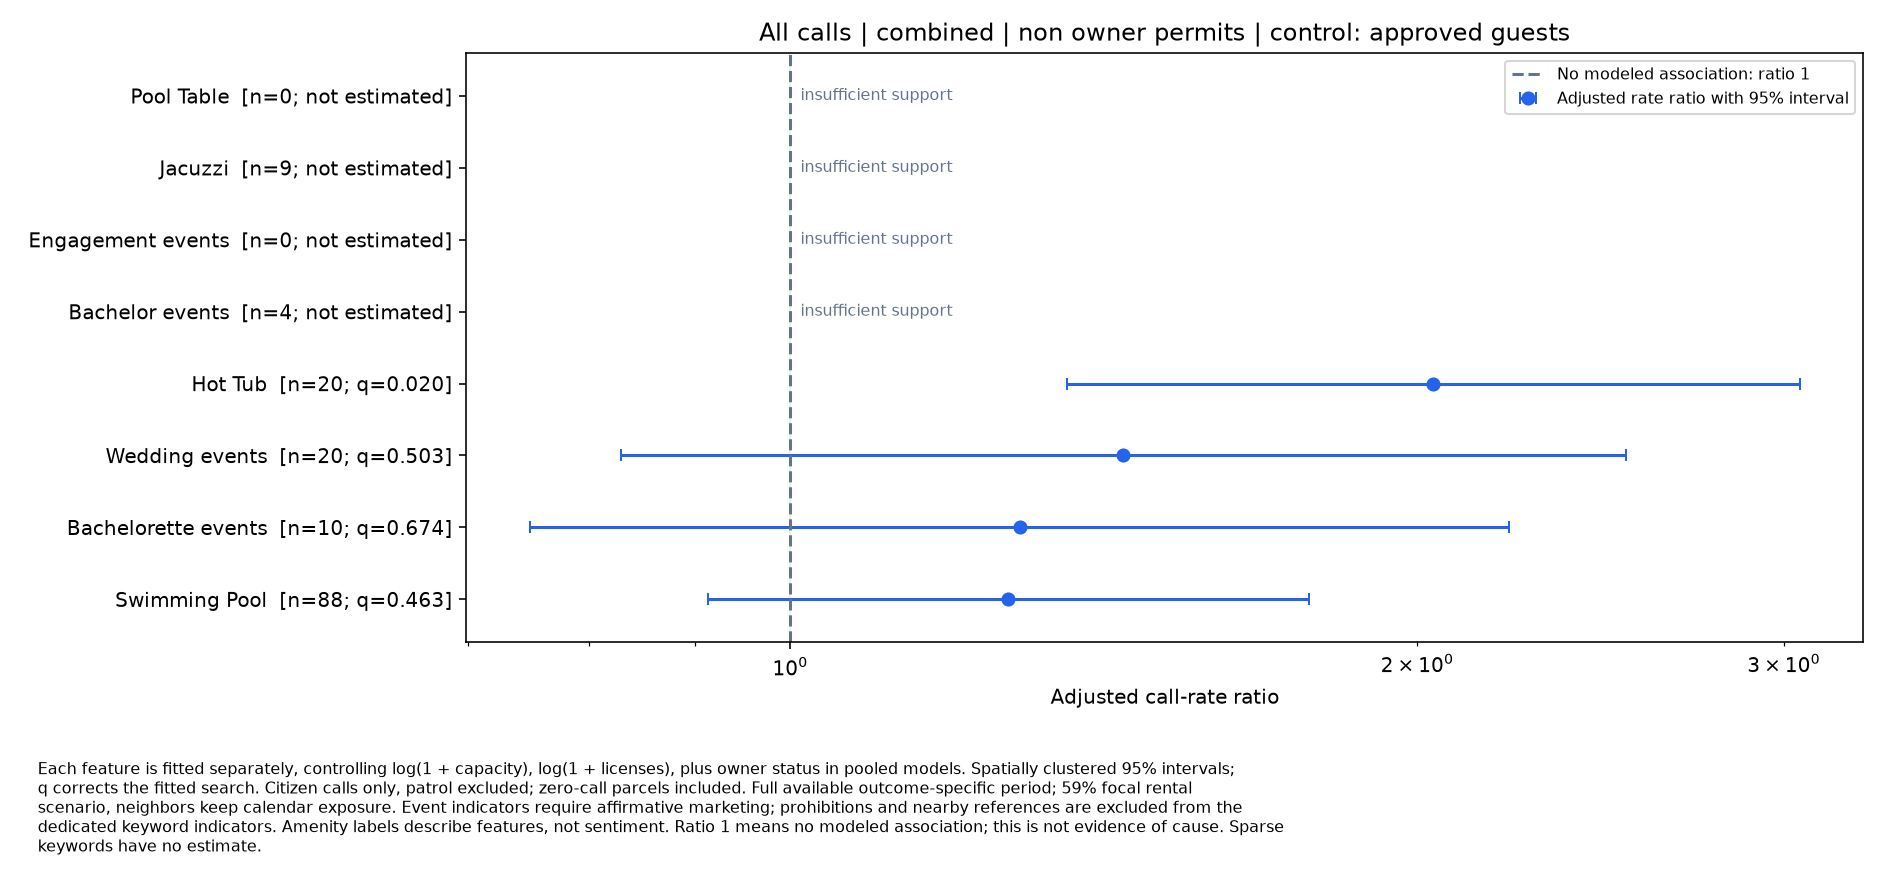 All calls | combined | non owner permits | control: approved guests
No modeled association: ratio 1
Adjusted rate ratio with 95% interval
Pool Table [n=0; not estimated]
insufficient support
Jacuzzi [n=9; not estimated]
insufficient support
Engagement events [n=0; not estimated]
insufficient support
Bachelor events [n=4; not estimated]
insufficient support
Hot Tub [n=20; q=0.020]
Wedding events [n=20; q=0.503]
Bachelorette events [n=10; q=0.674]
Swimming Pool [n=88; q=0.463]
10⁰ 2 × 10⁰ 3 × 10⁰
Adjusted call-rate ratio
Each feature is fitted separately, controlling log(1 + capacity), log(1 + licenses), plus owner status in pooled models. Spatially clustered 95% intervals;
q corrects the fitted search. Citizen calls only, patrol excluded; zero-call parcels included. Full available outcome-specific period; 59% focal rental
scenario, neighbors keep calendar exposure. Event indicators require affirmative marketing; prohibitions and nearby references are excluded from the
dedicated keyword indicators. Amenity labels describe features, not sentiment. Ratio 1 means no modeled association; this is not evidence of cause. Sparse
keywords have no estimate.